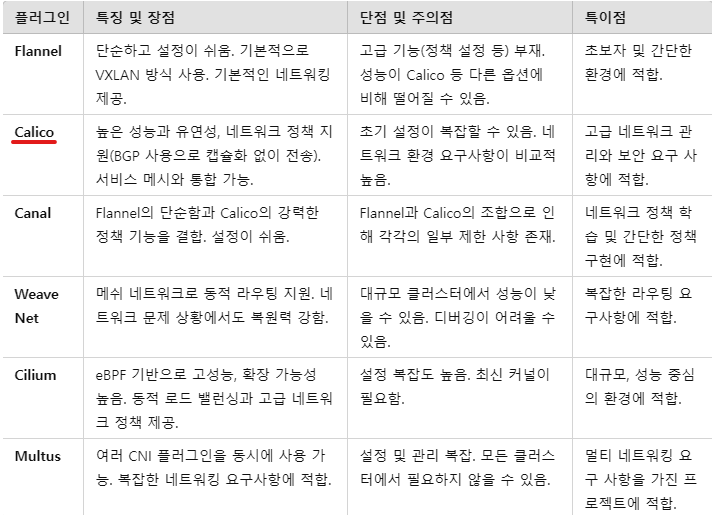 플러그인
특징 및 장점
단점 및 주의점
특이점
Flannel
단순하고 설정이 쉬움. 기본적으로
VXLAN 방식 사용. 기본적인 네트워킹
제공.
고급 기능(정책 설정 등) 부재.
성능이 Calico 등 다른 옵션에
비해 떨어질 수 있음.
초보자 및 간단한
환경에 적합.
Calico
높은 성능과 유연성, 네트워크 정책 지
원(BGP 사용으로 캡슐화 없이 전송).
서비스 메시와 통합 가능.
초기 설정이 복잡할 수 있음. 네
트워크 환경 요구사항이 비교적
높음.
고급 네트워크 관
리와 보안 요구 사
항에 적합.
Canal
Flannel의 단순함과 Calico의 강력한
정책 기능을 결합. 설정이 쉬움.
Flannel과 Calico의 조합으로 인
해 각각의 일부 제한 사항 존재.
네트워크 정책 학
습 및 간단한 정책
구현에 적합.
Weave
Net
메쉬 네트워크로 동적 라우팅 지원. 네
트워크 문제 상황에서도 복원력 강함.
대규모 클러스터에서 성능이 낮
을 수 있음. 디버깅이 어려울 수
있음.
복잡한 라우팅 요
구사항에 적합.
Cilium
eBPF 기반으로 고성능, 확장 가능성
높음. 동적 로드 밸런싱과 고급 네트워
크 정책 제공.
설정 복잡도 높음. 최신 커널이
필요함.
대규모, 성능 중심
의 환경에 적합.
Multus
여러 CNI 플러그인을 동시에 사용 가
능. 복잡한 네트워킹 요구사항에 적합.
설정 및 관리 복잡. 모든 클러스
터에서 필요하지 않을 수 있음.
멀티 네트워킹 요
구 사항을 가진 프
로젝트에 적합.